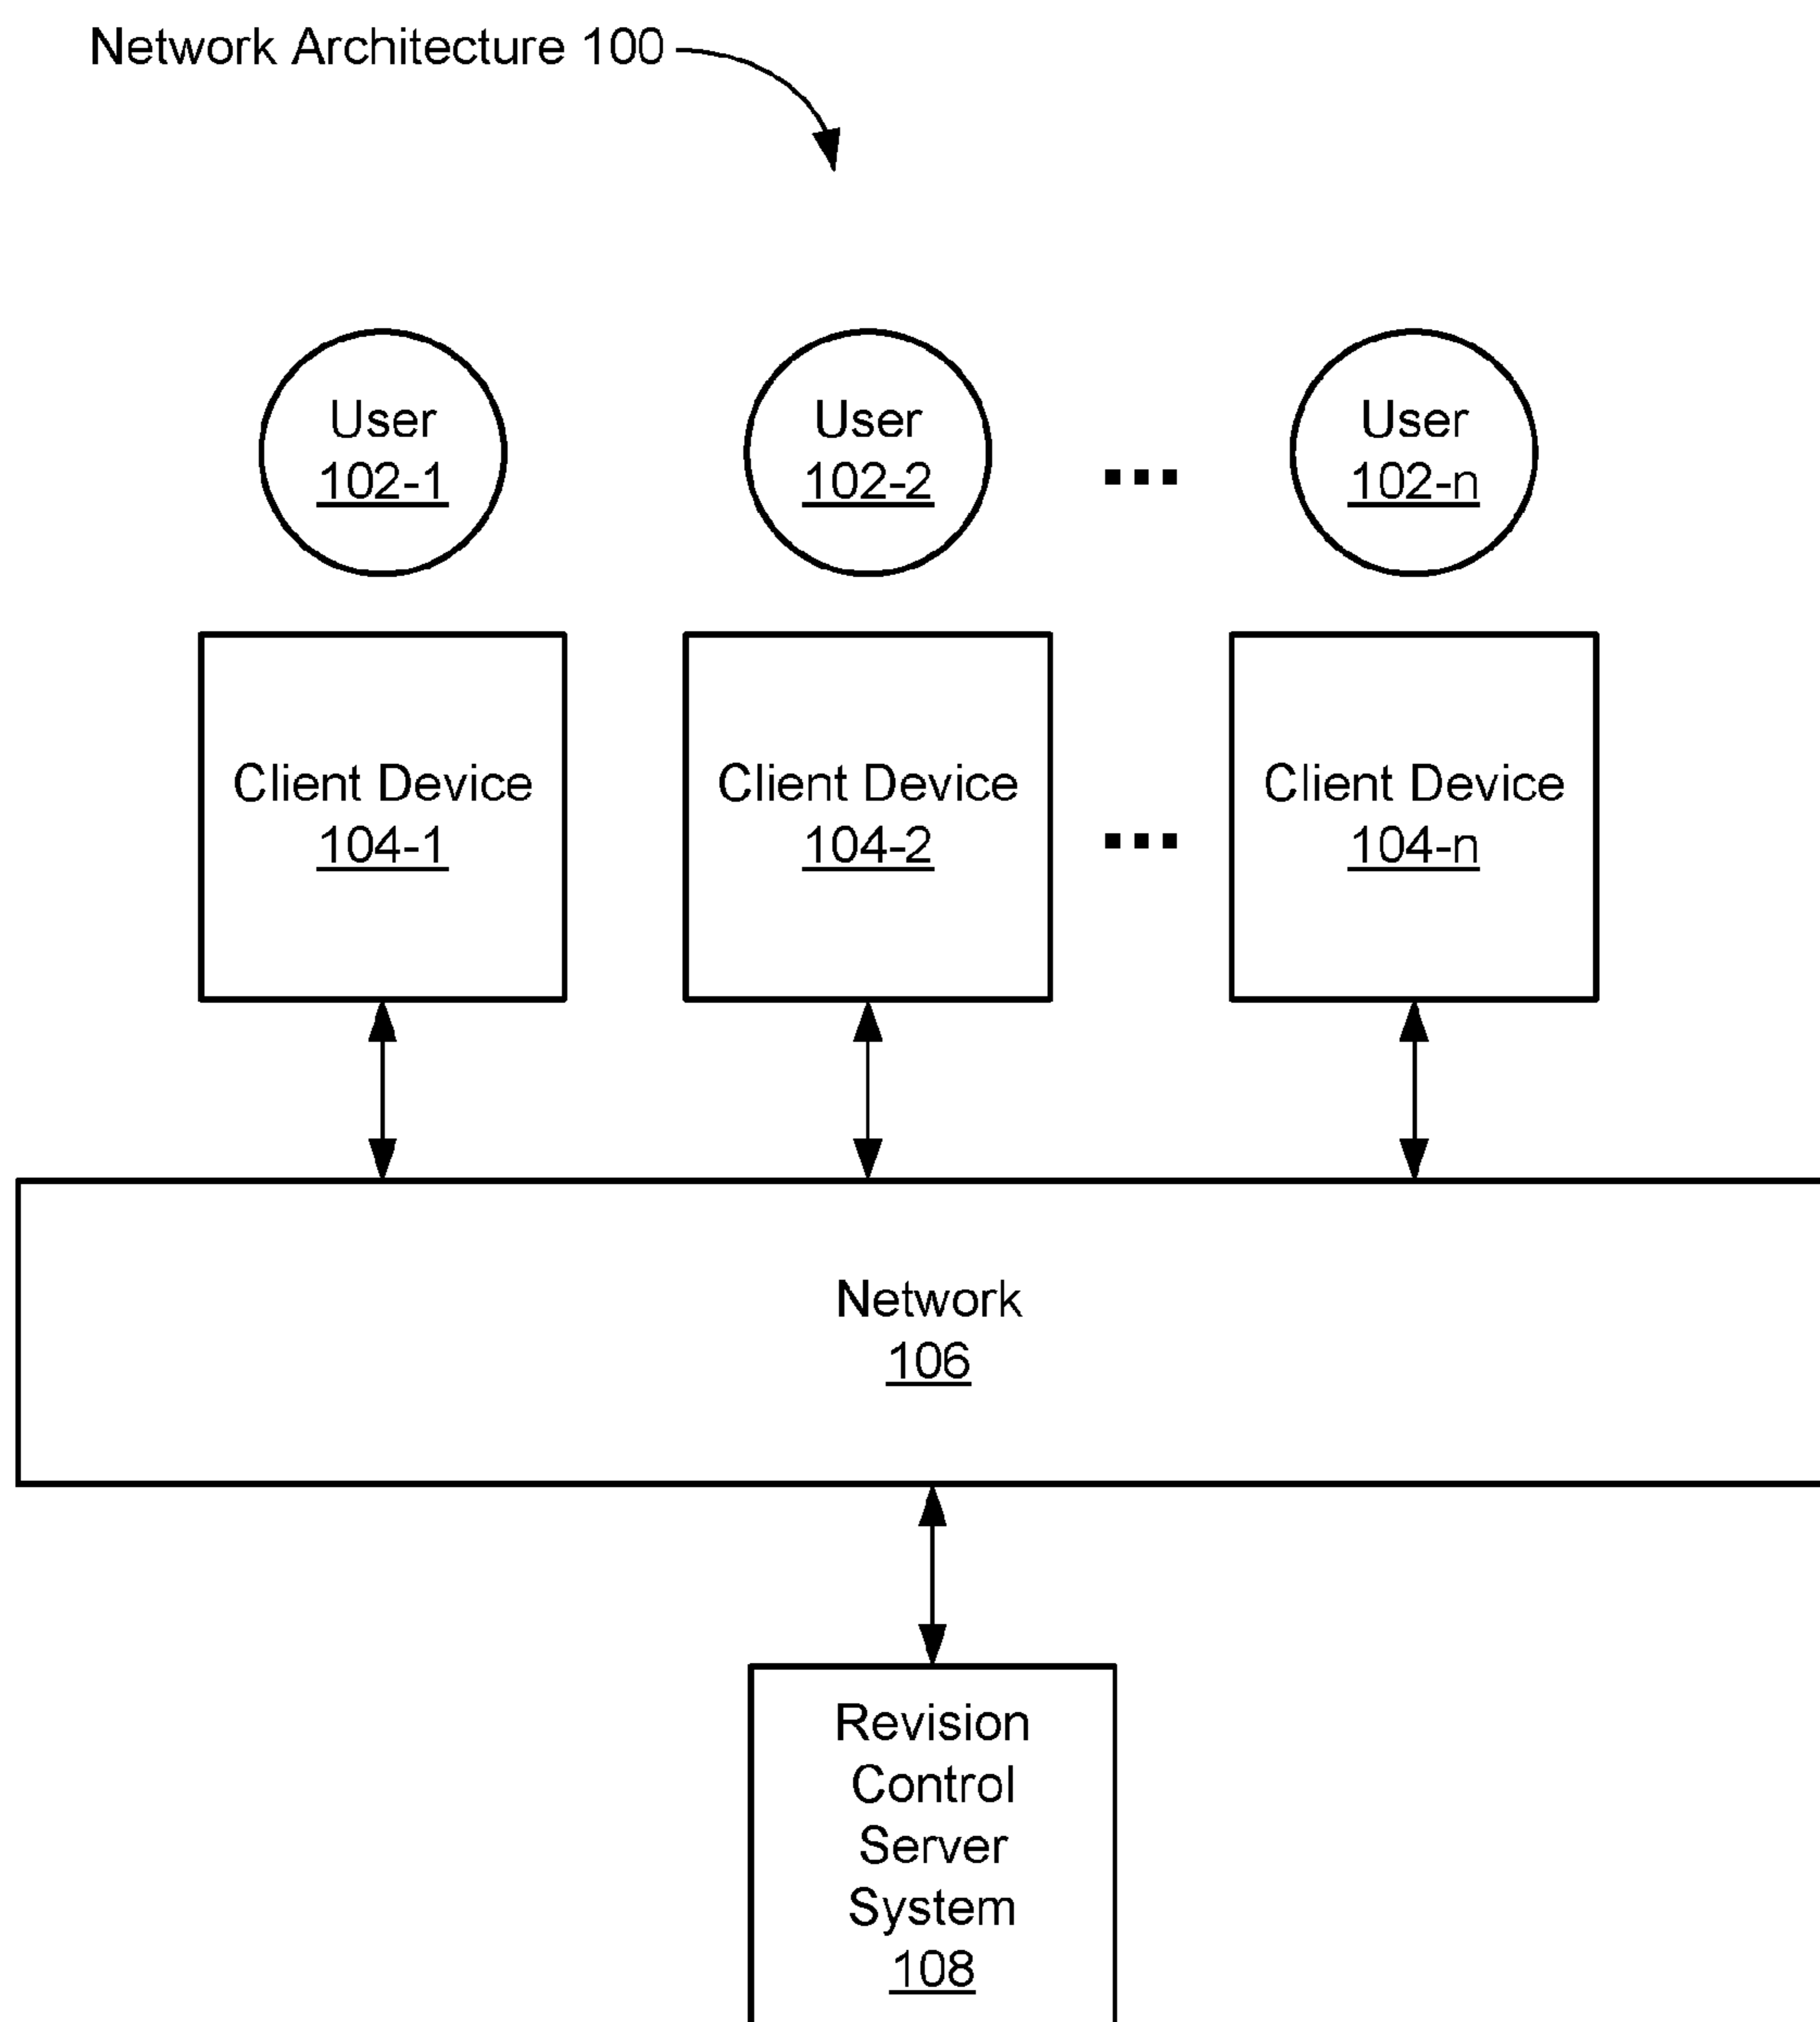 Network Architecture 100
User
102-1
User
102-2
...
User
102-n
Client Device
104-1
Client Device
104-2
...
Client Device
104-n
Network
106
Revision
Control
Server
System
108